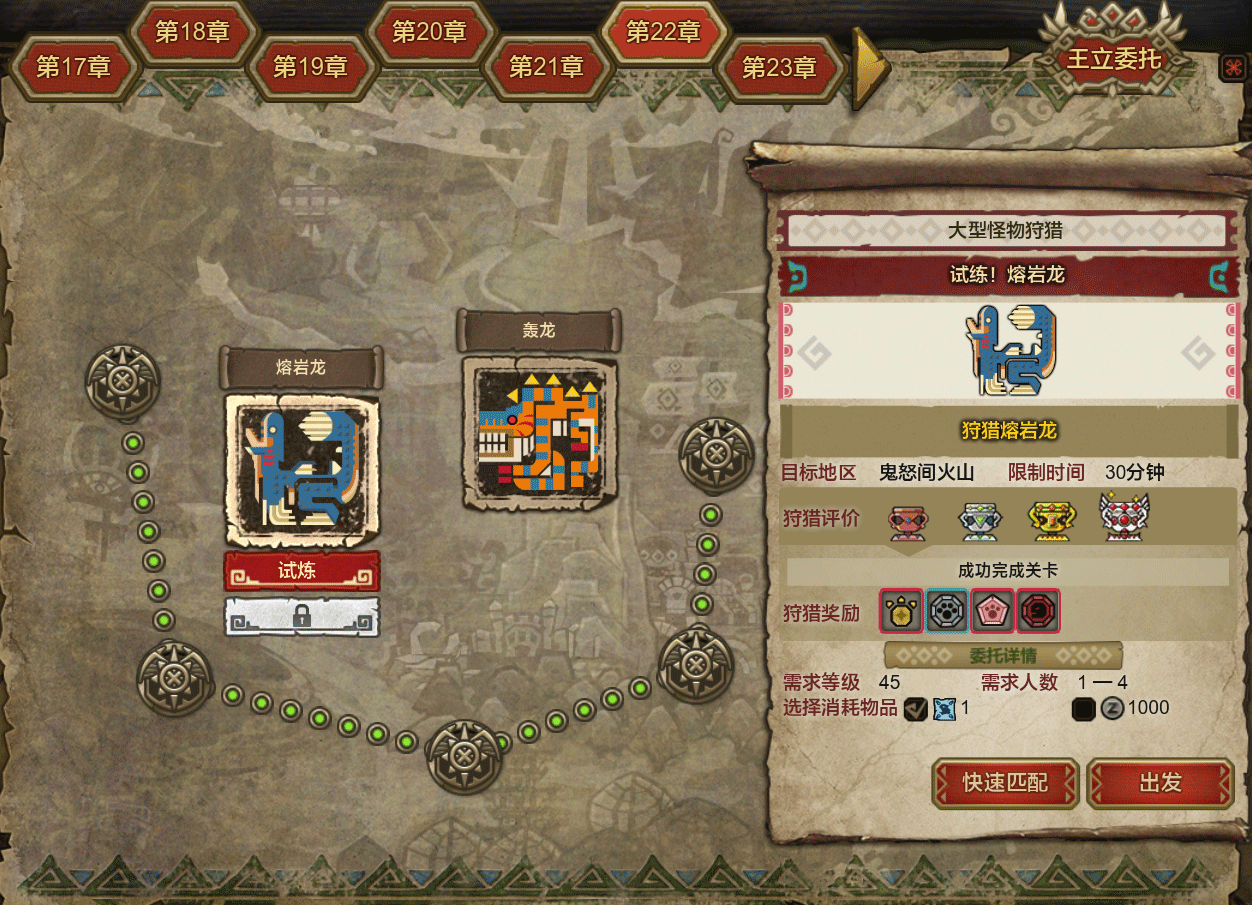 第17章
第18章
第19章
第20章
第21章
第22章
第23章
王立委托
大型怪物狩猎
试练！熔岩龙
轰龙
熔岩龙
试炼
狩猎熔岩龙
目标地区 鬼怒间火山 限制时间 30分钟
狩猎评价
成功完成关卡
狩猎奖励
委托详情
需求等级 45 需求人数 1 — 4
选择消耗物品 1 Z 1000
快速匹配 出发